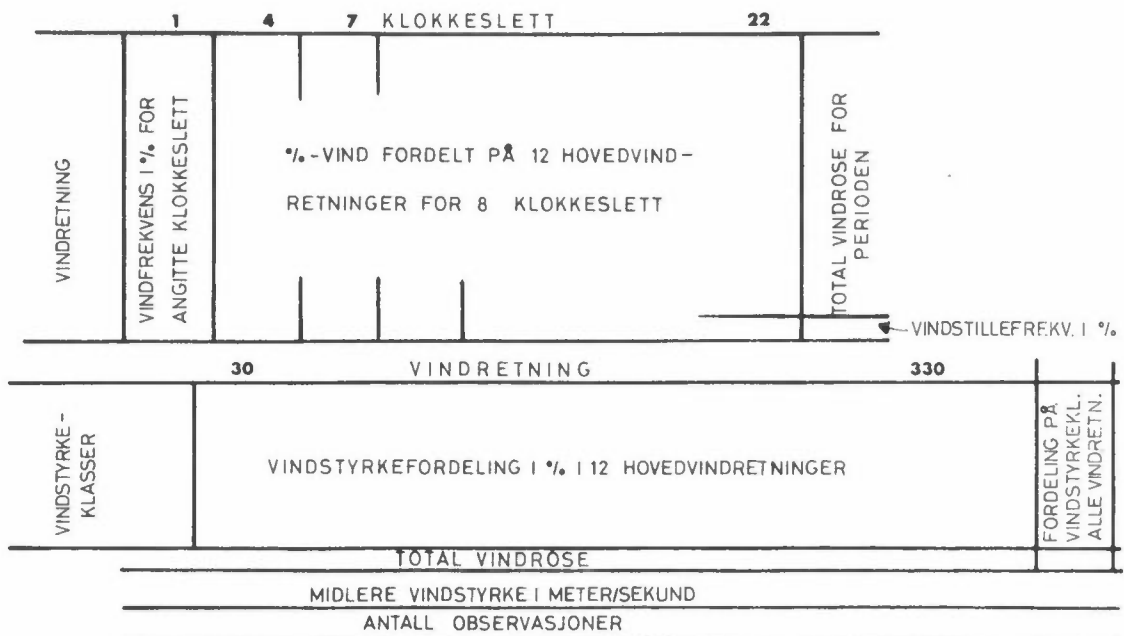 1 4 7 KLOKKESLETT 22
VINDRETNING
VINDFREKVENS I % FOR
ANGITTE KLOKKESLETT
%-VIND FORDELT PÅ 12 HOVEDVIND-
RETNINGER FOR 8 KLOKKESLETT
TOTAL VINDROSE FOR
PERIODEN
VINDSTILLEFREKV. I %
30 VINDRETNING 330
VINDSTYRKE-
KLASSER
VINDSTYRKEFORDELING I % I 12 HOVEDVINDRETNINGER
FORDELING PÅ
VINDSTYRKEKL.
ALLE VINDRETN.
TOTAL VINDRÖSE
MIDLERE VINDSTYRKE I METER/SEKUND
ANTALL OBSERVASJONER